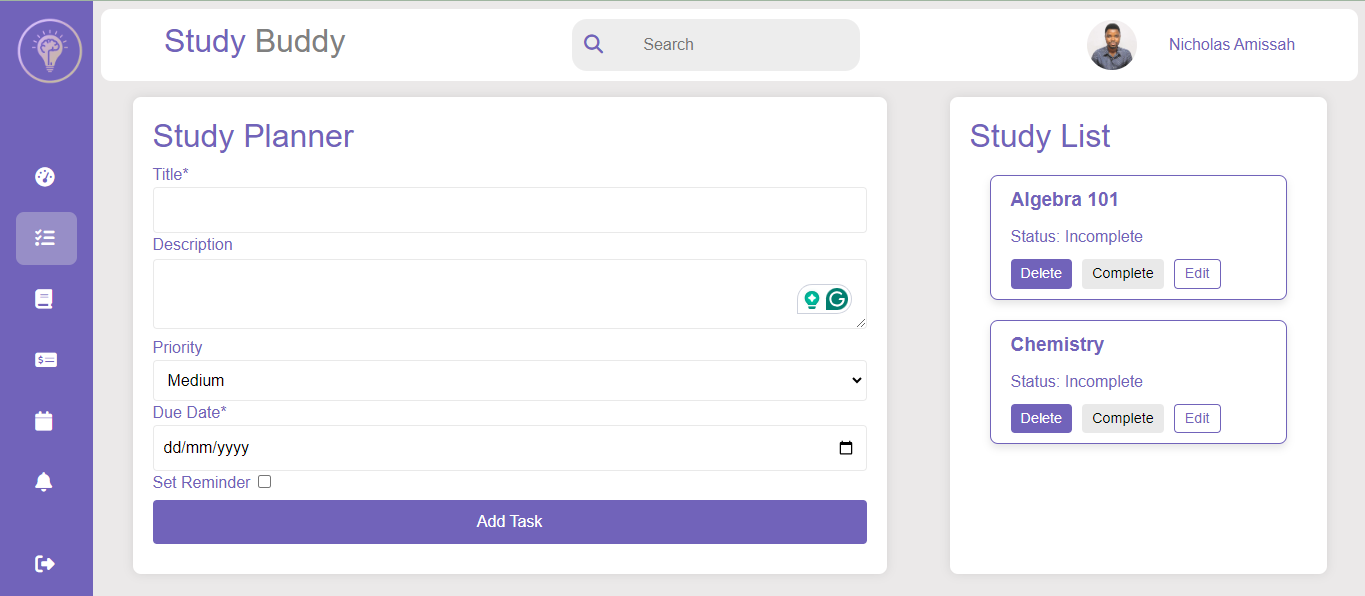 Study Buddy
Search
Nicholas Amissah
Study Planner
Title*
Description
Priority
Medium
Due Date*
dd/mm/yyyy
Set Reminder
Add Task
Study List
Algebra 101
Status: Incomplete
Delete Complete Edit
Chemistry
Status: Incomplete
Delete Complete Edit